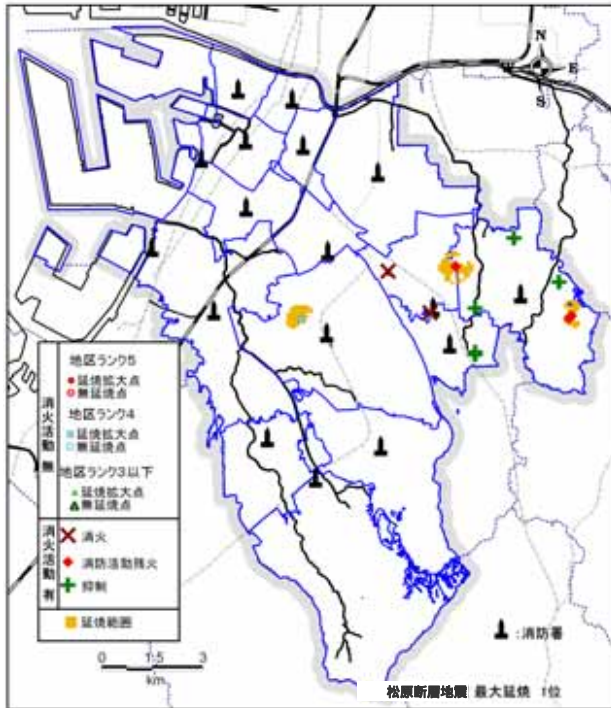 N
E
S
地区ランク5
延焼拡大点
無延焼点
地区ランク4
延焼拡大点
無延焼点
地区ランク3以下
延焼拡大点
無延焼点
消火活動 無
消火
消防活動残火
抑制
消火活動 有
延焼範囲
:消防署
0 1.5 3
km.
松原断層地震 最大延焼 1位